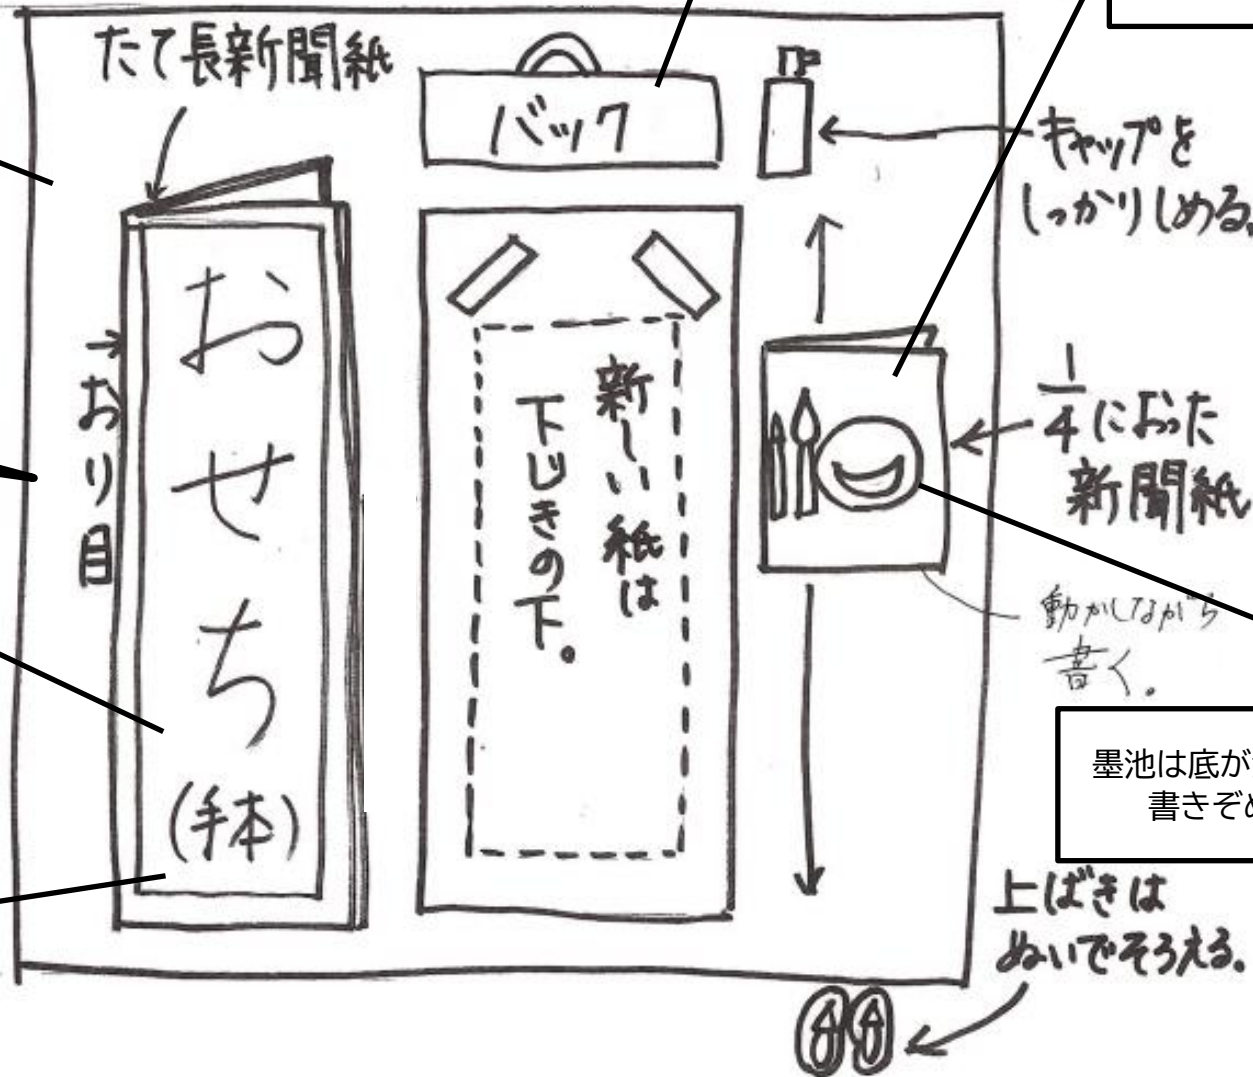 たて長新聞紙
バック
キャップを
しっかりしめる。
おせち
(手本)
→おり目
新しい紙は
下じきの下。
1/4におった
新聞紙
動かしながら
書く。
墨池は底が
書きぞめ
上ばきは
ぬいでそろえる。